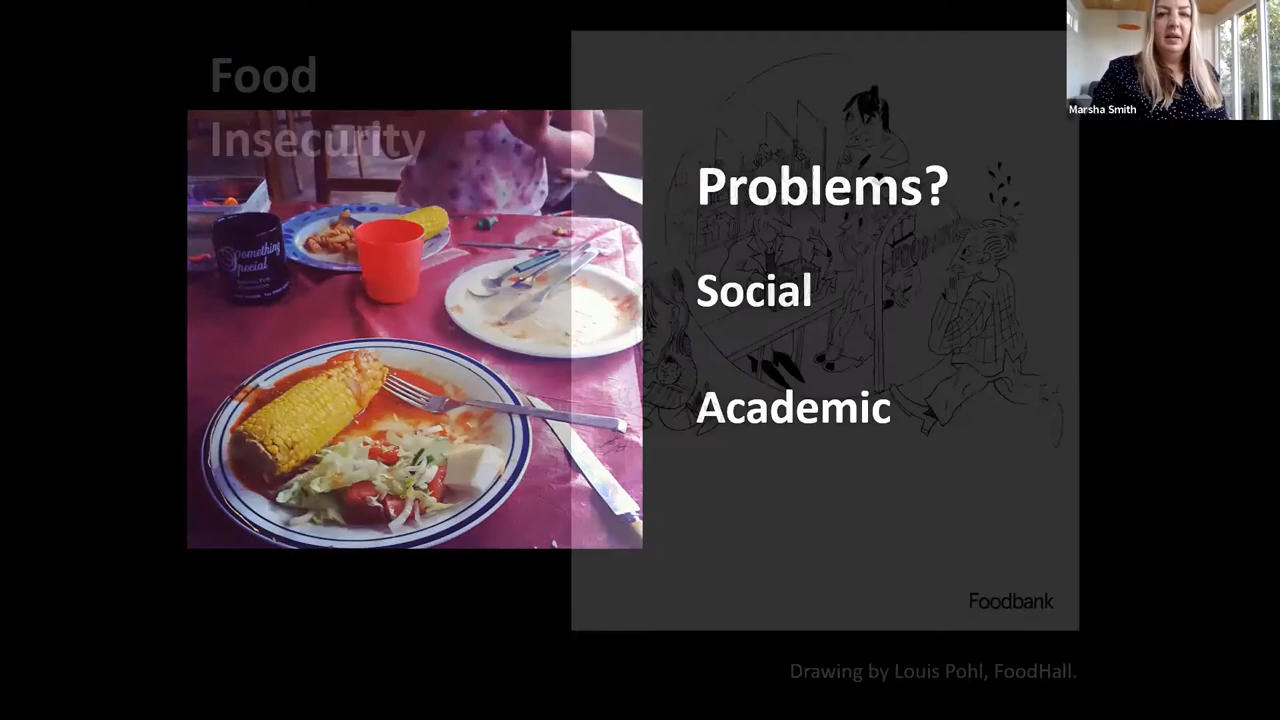 Food
Insecurity
Problems?
Social
Academic
Something
Special
Foodbank
Drawing by Louis Pohl, FoodHall.
Marsha Smith